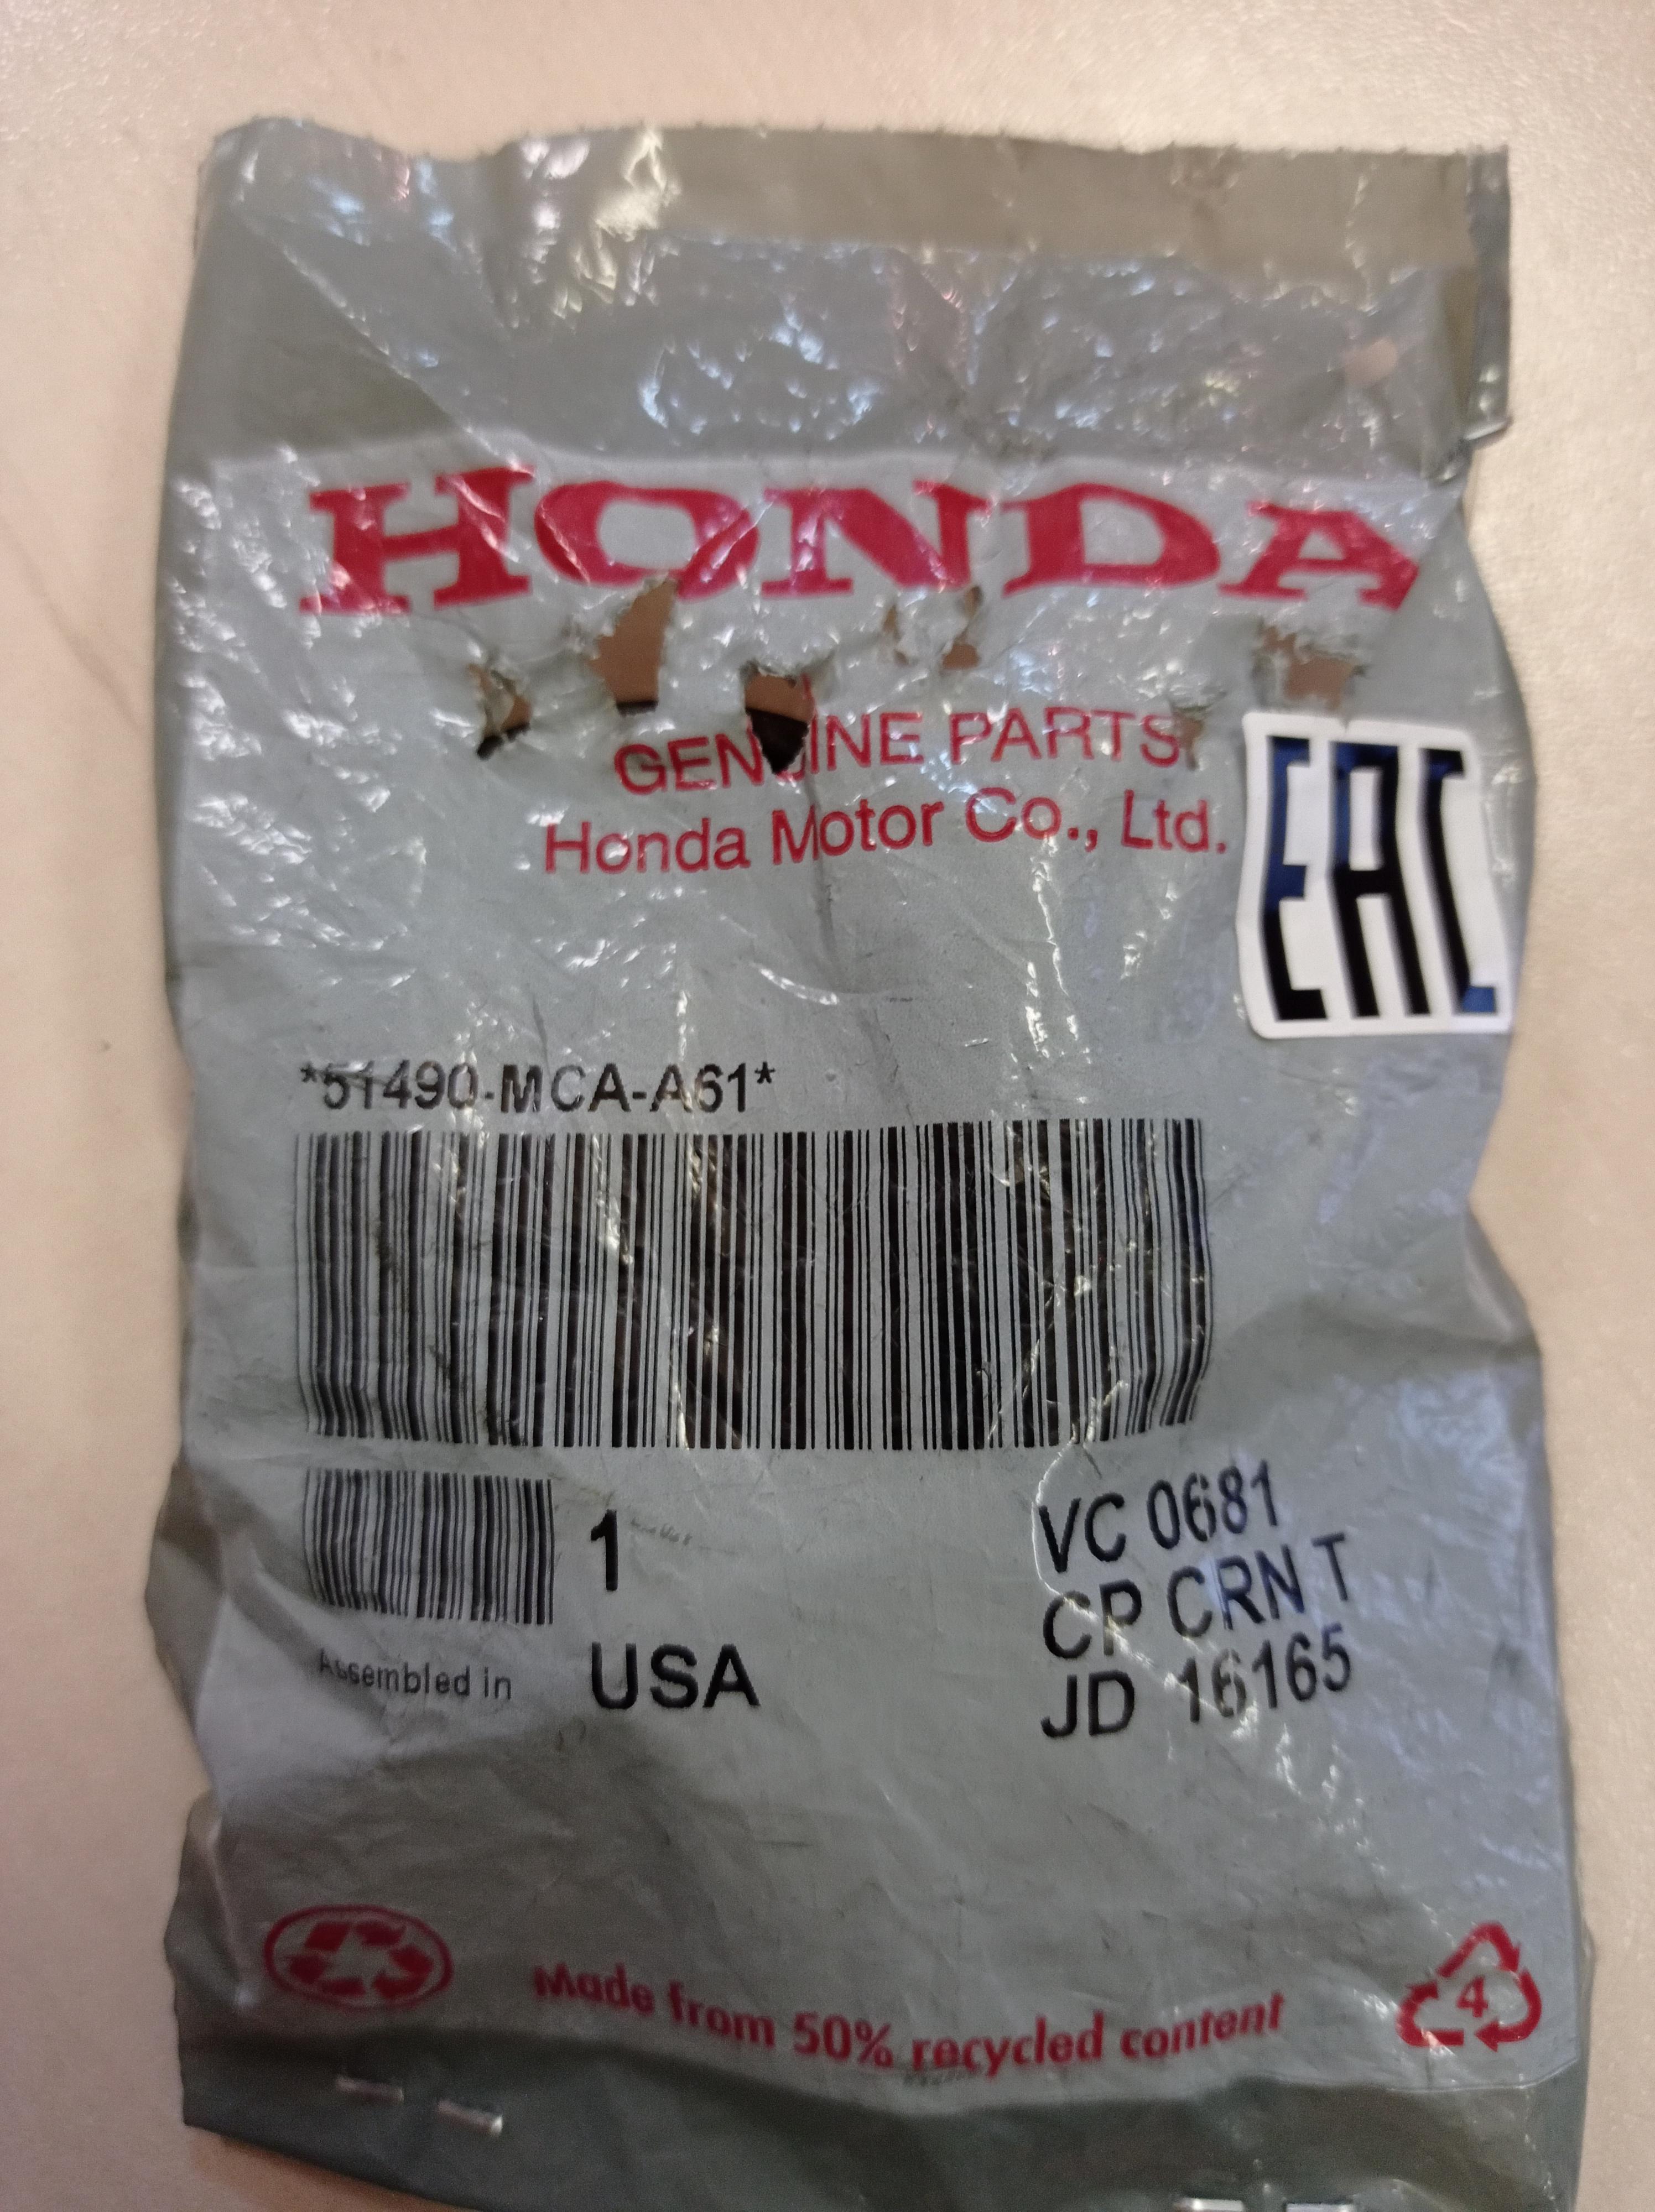 HONDA
GENUINE PARTS
Honda Motor Co., Ltd.
EAC
*51490-MCA-A61*
1
VC 0681
CP CRN T
JD 16165
Assembled in USA
Made from 50% recycled content
4